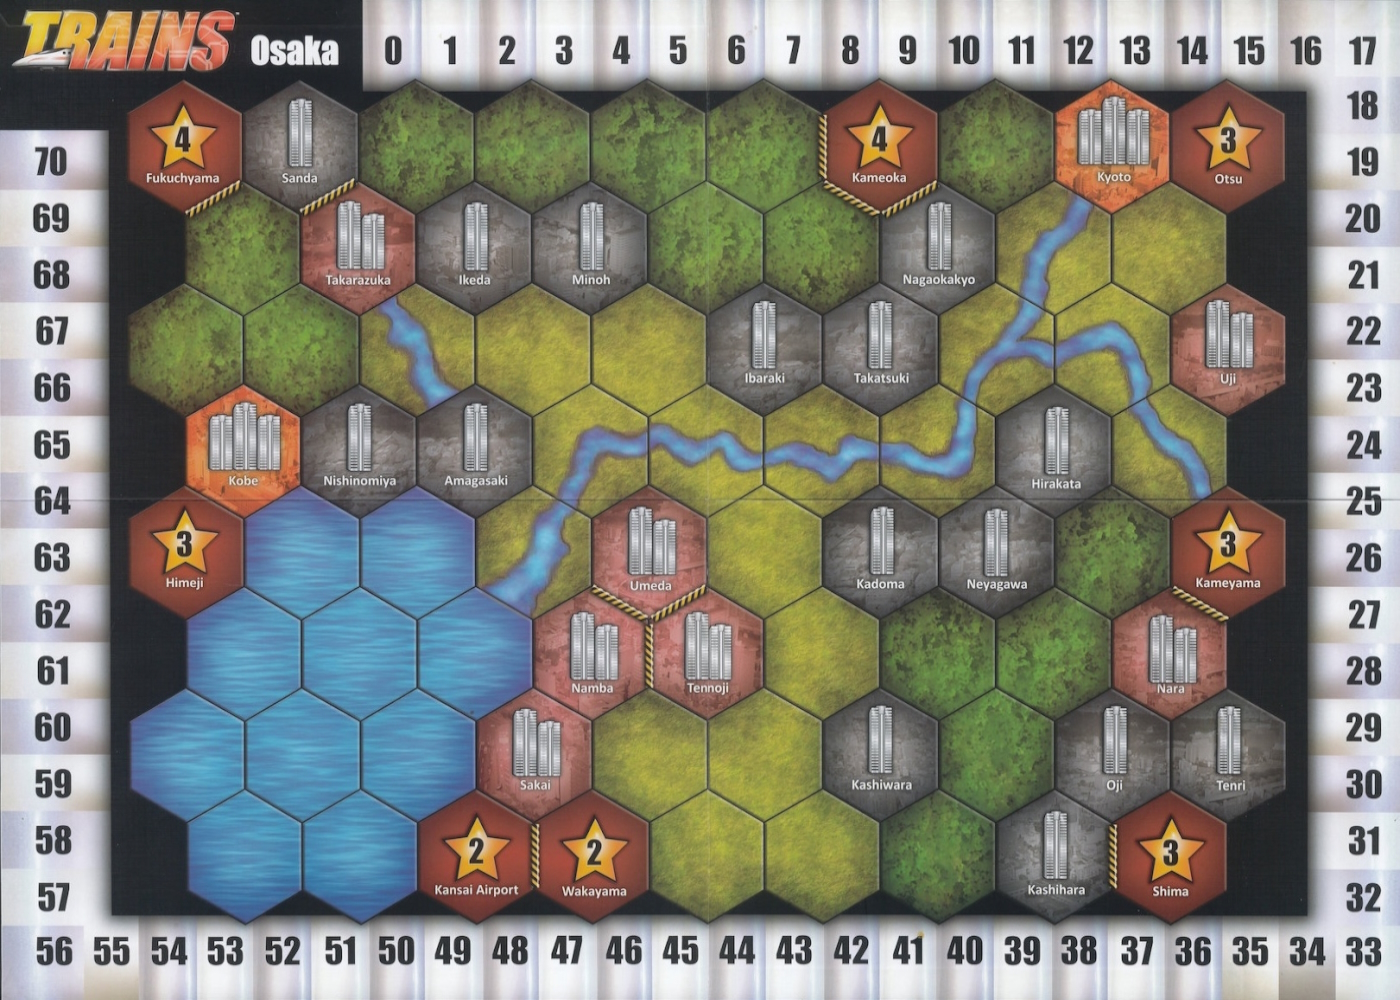 TRAINS™
Osaka
0 1 2 3 4 5 6 7 8 9 10 11 12 13 14 15 16 17
18
4 4 3
Fukuchyama Sanda Kameoka Kyoto Otsu
70 19
69 20
68 Takarazuka Ikeda Minoh Nagaokakyo 21
67 22
Ibaraki Takatsuki Uji
66 23
65 24
Kobe Nishinomiya Amagasaki Hirakata
64 25
63 3 3 26
Himeji Umeda Kadoma Neyagawa Kameyama
62 27
61 28
Namba Tennoji Nara
60 29
59 Sakai Kashiwara Oji Tenri 30
58 2 2 3 31
Kansai Airport Wakayama Kashihara Shima
57 32
56 55 54 53 52 51 50 49 48 47 46 45 44 43 42 41 40 39 38 37 36 35 34 33